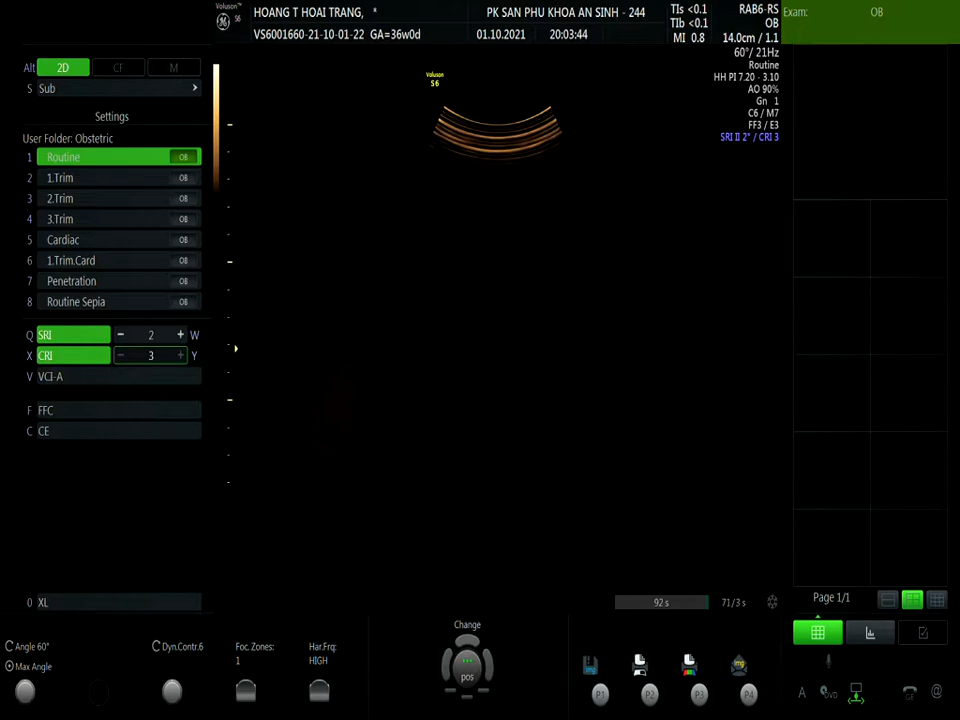 Voluson™
S6
HOANG T HOAI TRANG, *
PK SAN PHU KHOA AN SINH - 244
VS6001660-21-10-01-22 GA=36w0d
01.10.2021 20:03:44
TIs <0.1
TIb <0.1
MI 0.8
RAB6-RS
OB
14.0cm / 1.1
60°/ 21Hz
Routine
HH PI 7.20 - 3.10
AO 90%
Gn 1
C6 / M7
FF3 / E3
SRI II 2* / CRI 3
Exam: OB
Voluson
S6
Alt 2D CF M
S Sub
Settings
User Folder: Obstetric
1 Routine OB
2 1.Trim OB
3 2.Trim OB
4 3.Trim OB
5 Cardiac OB
6 1.Trim.Card OB
7 Penetration OB
8 Routine Sepia OB
Q SRI − 2 + W
X CRI − 3 + Y
V VCI-A
F FFC
C CE
0 XL
92 s 71/3 s
Page 1/1
Angle 60°
Max Angle
Dyn.Contr.6
Foc. Zones:
1
Har.Frq:
HIGH
Change
pos
P1 P2 P3 P4
A DVD @